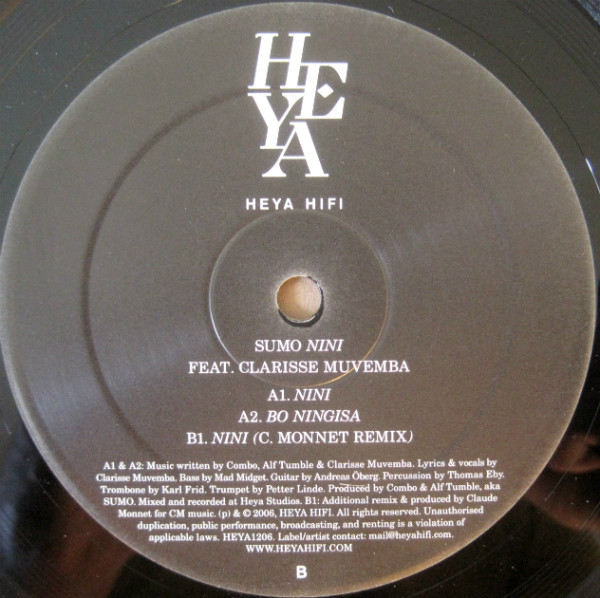 HEYA
HEYA HIFI
SUMO NINI
FEAT. CLARISSE MUVEMBA
A1. NINI
A2. BO NINGISA
B1. NINI (C. MONNET REMIX)
A1 & A2: Music written by Combo, Alf Tumble & Clarisse Muvemba. Lyrics & vocals by
Clarisse Muvemba. Bass by Mad Midget. Guitar by Andreas Öberg. Percussion by Thomas Eby.
Trombone by Karl Frid. Trumpet by Petter Linde. Produced by Combo & Alf Tumble, aka
SUMO. Mixed and recorded at Heya Studios. B1: Additional remix & produced by Claude
Monnet for CM music. (p) & © 2006, HEYA HIFI. All rights reserved. Unauthorised
duplication, public performance, broadcasting, and renting is a violation of
applicable laws. HEYA1206. Label/artist contact: mail@heyahifi.com.
WWW.HEYAHIFI.COM
B